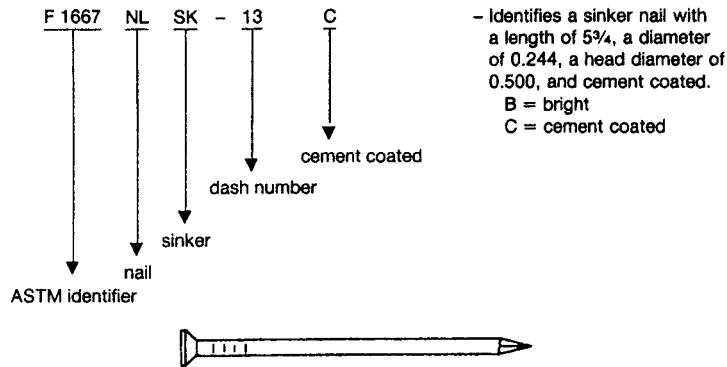 F 1667 NL SK - 13 C
– Identifies a sinker nail with
a length of 5¾, a diameter
of 0.244, a head diameter of
0.500, and cement coated.
B = bright
C = cement coated
cement coated
dash number
sinker
nail
ASTM identifier